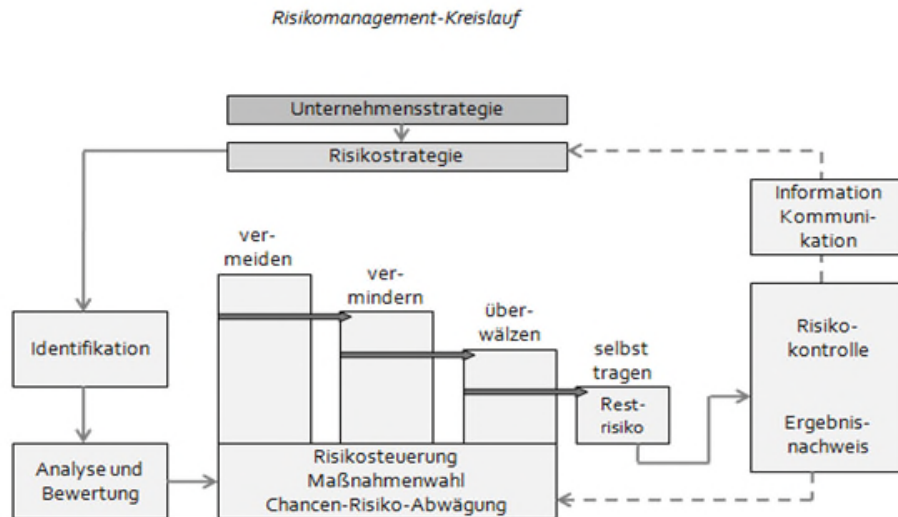 Risikomanagement-Kreislauf
Unternehmensstrategie
Risikostrategie
Information
Kommuni-
kation
ver-
meiden
ver-
mindern
über-
wälzen
selbst
tragen
Identifikation
Rest-
risiko
Risiko-
kontrolle
Ergebnis-
nachweis
Analyse und
Bewertung
Risikosteuerung
Maßnahmenwahl
Chancen-Risiko-Abwägung